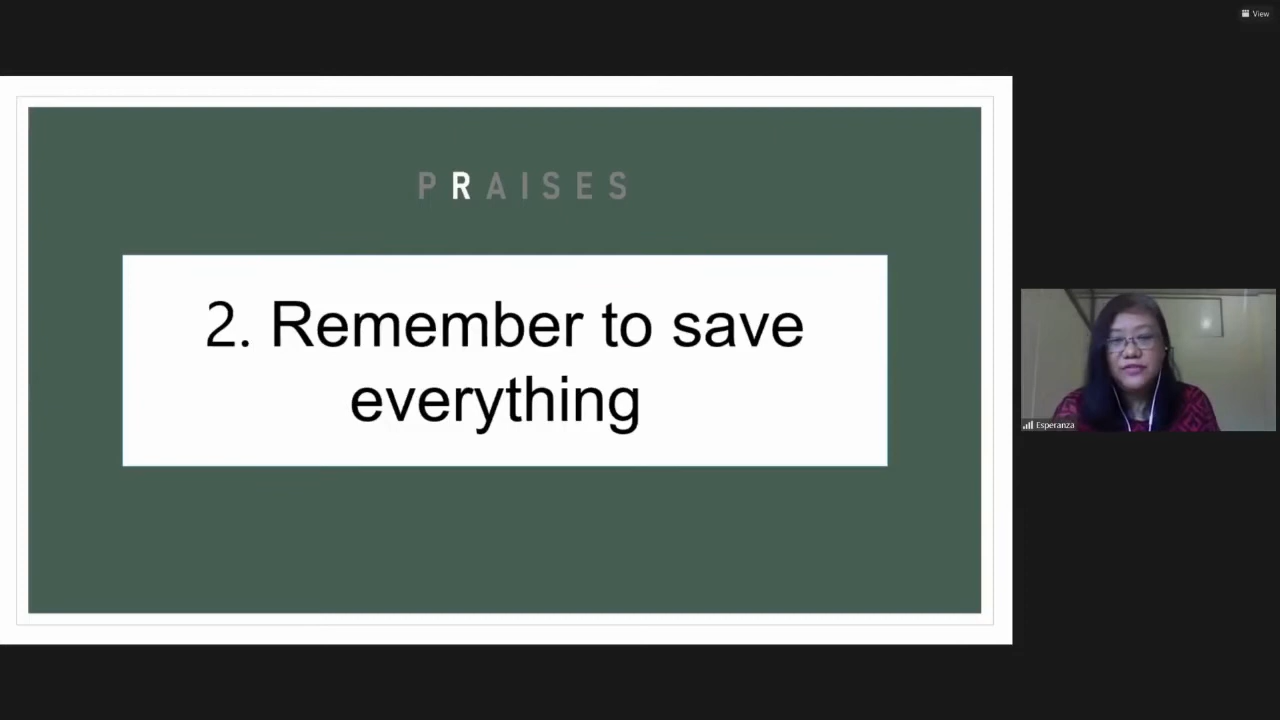 View
PRAISES
2. Remember to save
everything
Esperanza